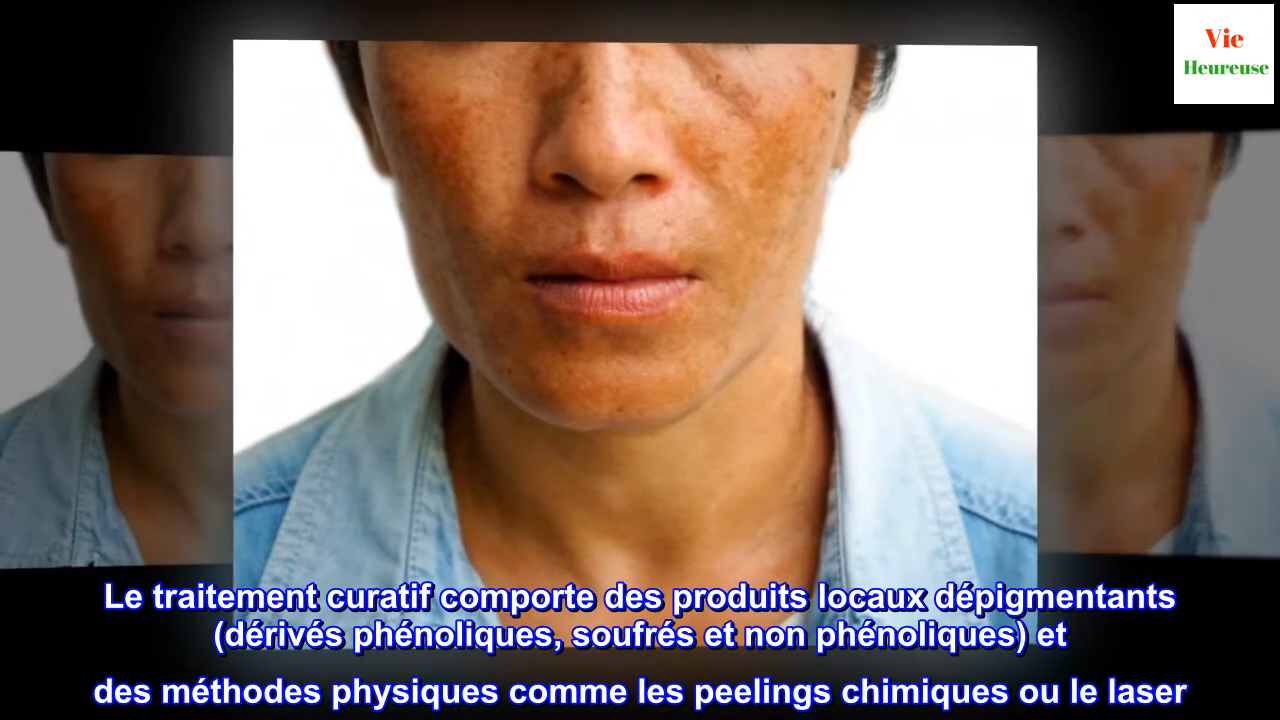 Vie
Heureuse
Le traitement curatif comporte des produits locaux dépigmentants
(dérivés phénoliques, soufrés et non phénoliques) et
des méthodes physiques comme les peelings chimiques ou le laser